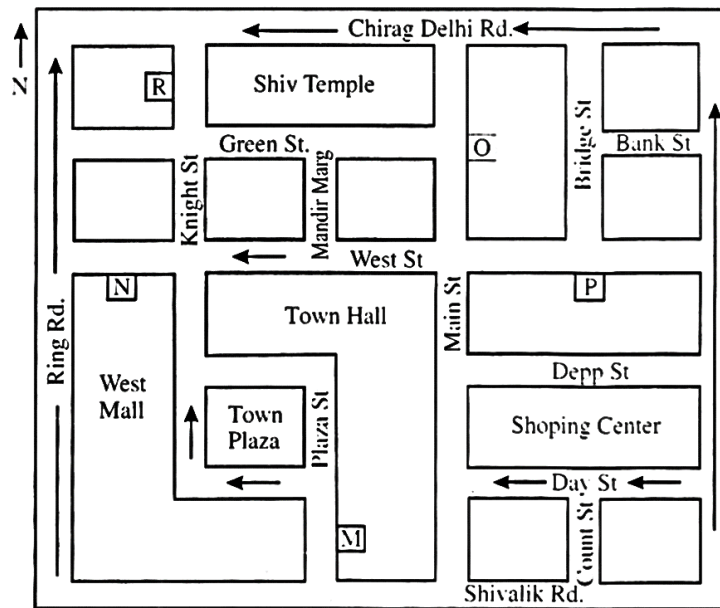 Chirag Delhi Rd.
N
R
Shiv Temple
Green St.
O
Bridge St
Bank St
Knight St
Mandir Marg
West St
N
Town Hall
Main St
P
Ring Rd.
West
Mall
Depp St
Town
Plaza
Plaza St
Shoping Center
Day St
M
Count St
Shivalik Rd.